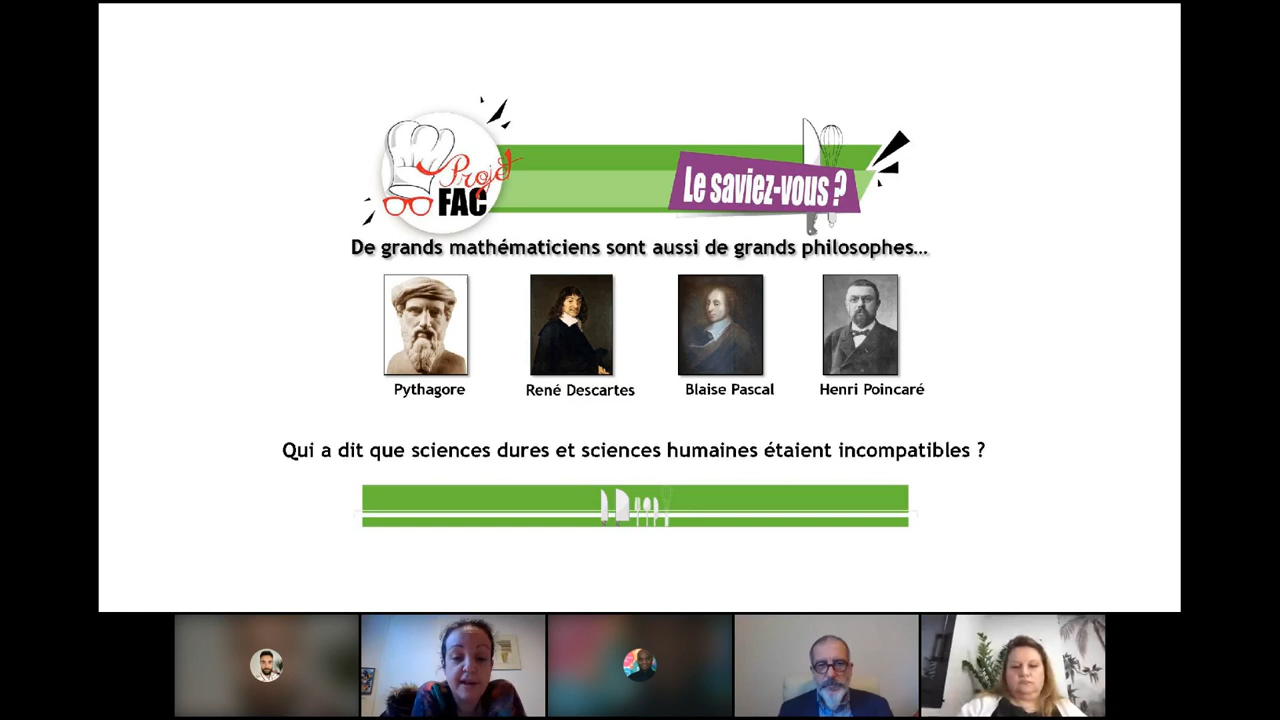 Projet
FAC
Le saviez-vous ?
De grands mathématiciens sont aussi de grands philosophes...
Pythagore
René Descartes
Blaise Pascal
Henri Poincaré
Qui a dit que sciences dures et sciences humaines étaient incompatibles ?